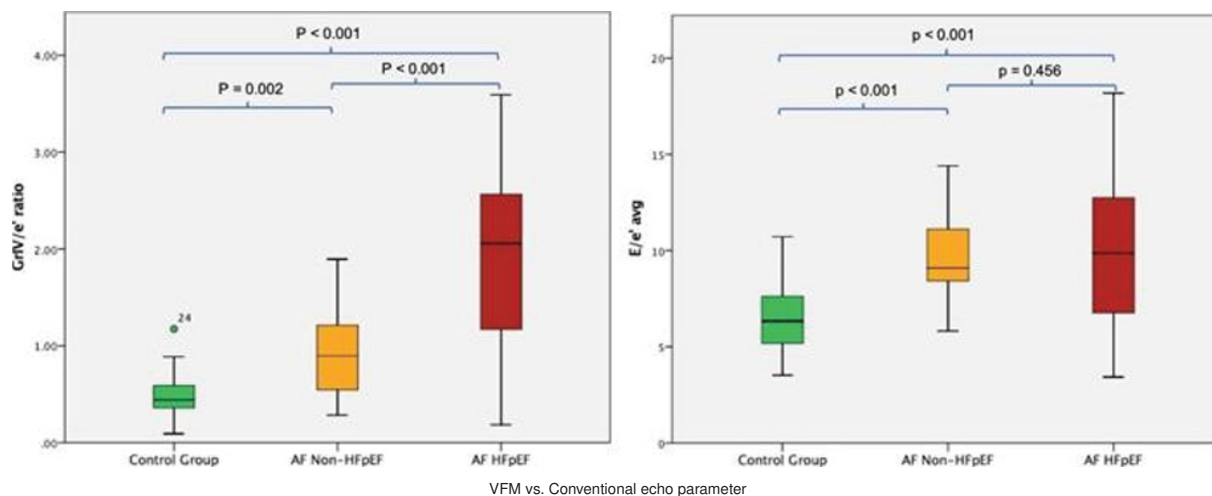 P < 0.001
P < 0.001
P = 0.002
4.00
3.00
2.00
1.00
.00
GrfV/e' ratio
24
Control Group
AF Non-HFpEF
AF HFpEF
p < 0.001
p = 0.456
p < 0.001
20
15
10
5
0
E/e' avg
Control Group
AF Non-HFpEF
AF HFpEF
VFM vs. Conventional echo parameter